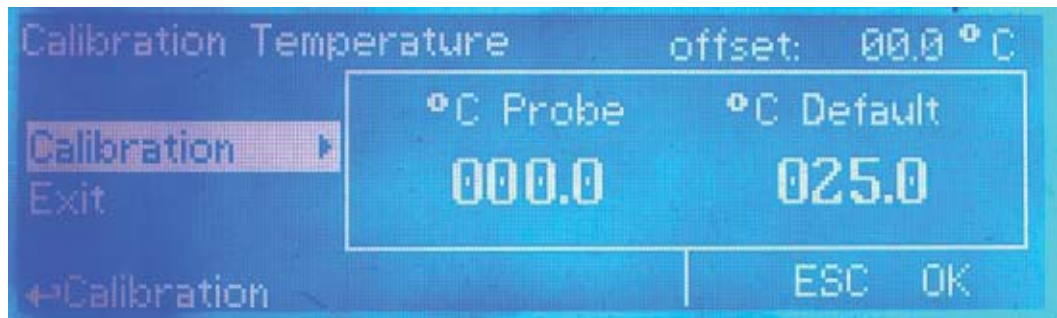 Calibration Temperature offset: 00.0 °C
°C Probe °C Default
Calibration
000.0 025.0
Exit
↵Calibration ESC OK